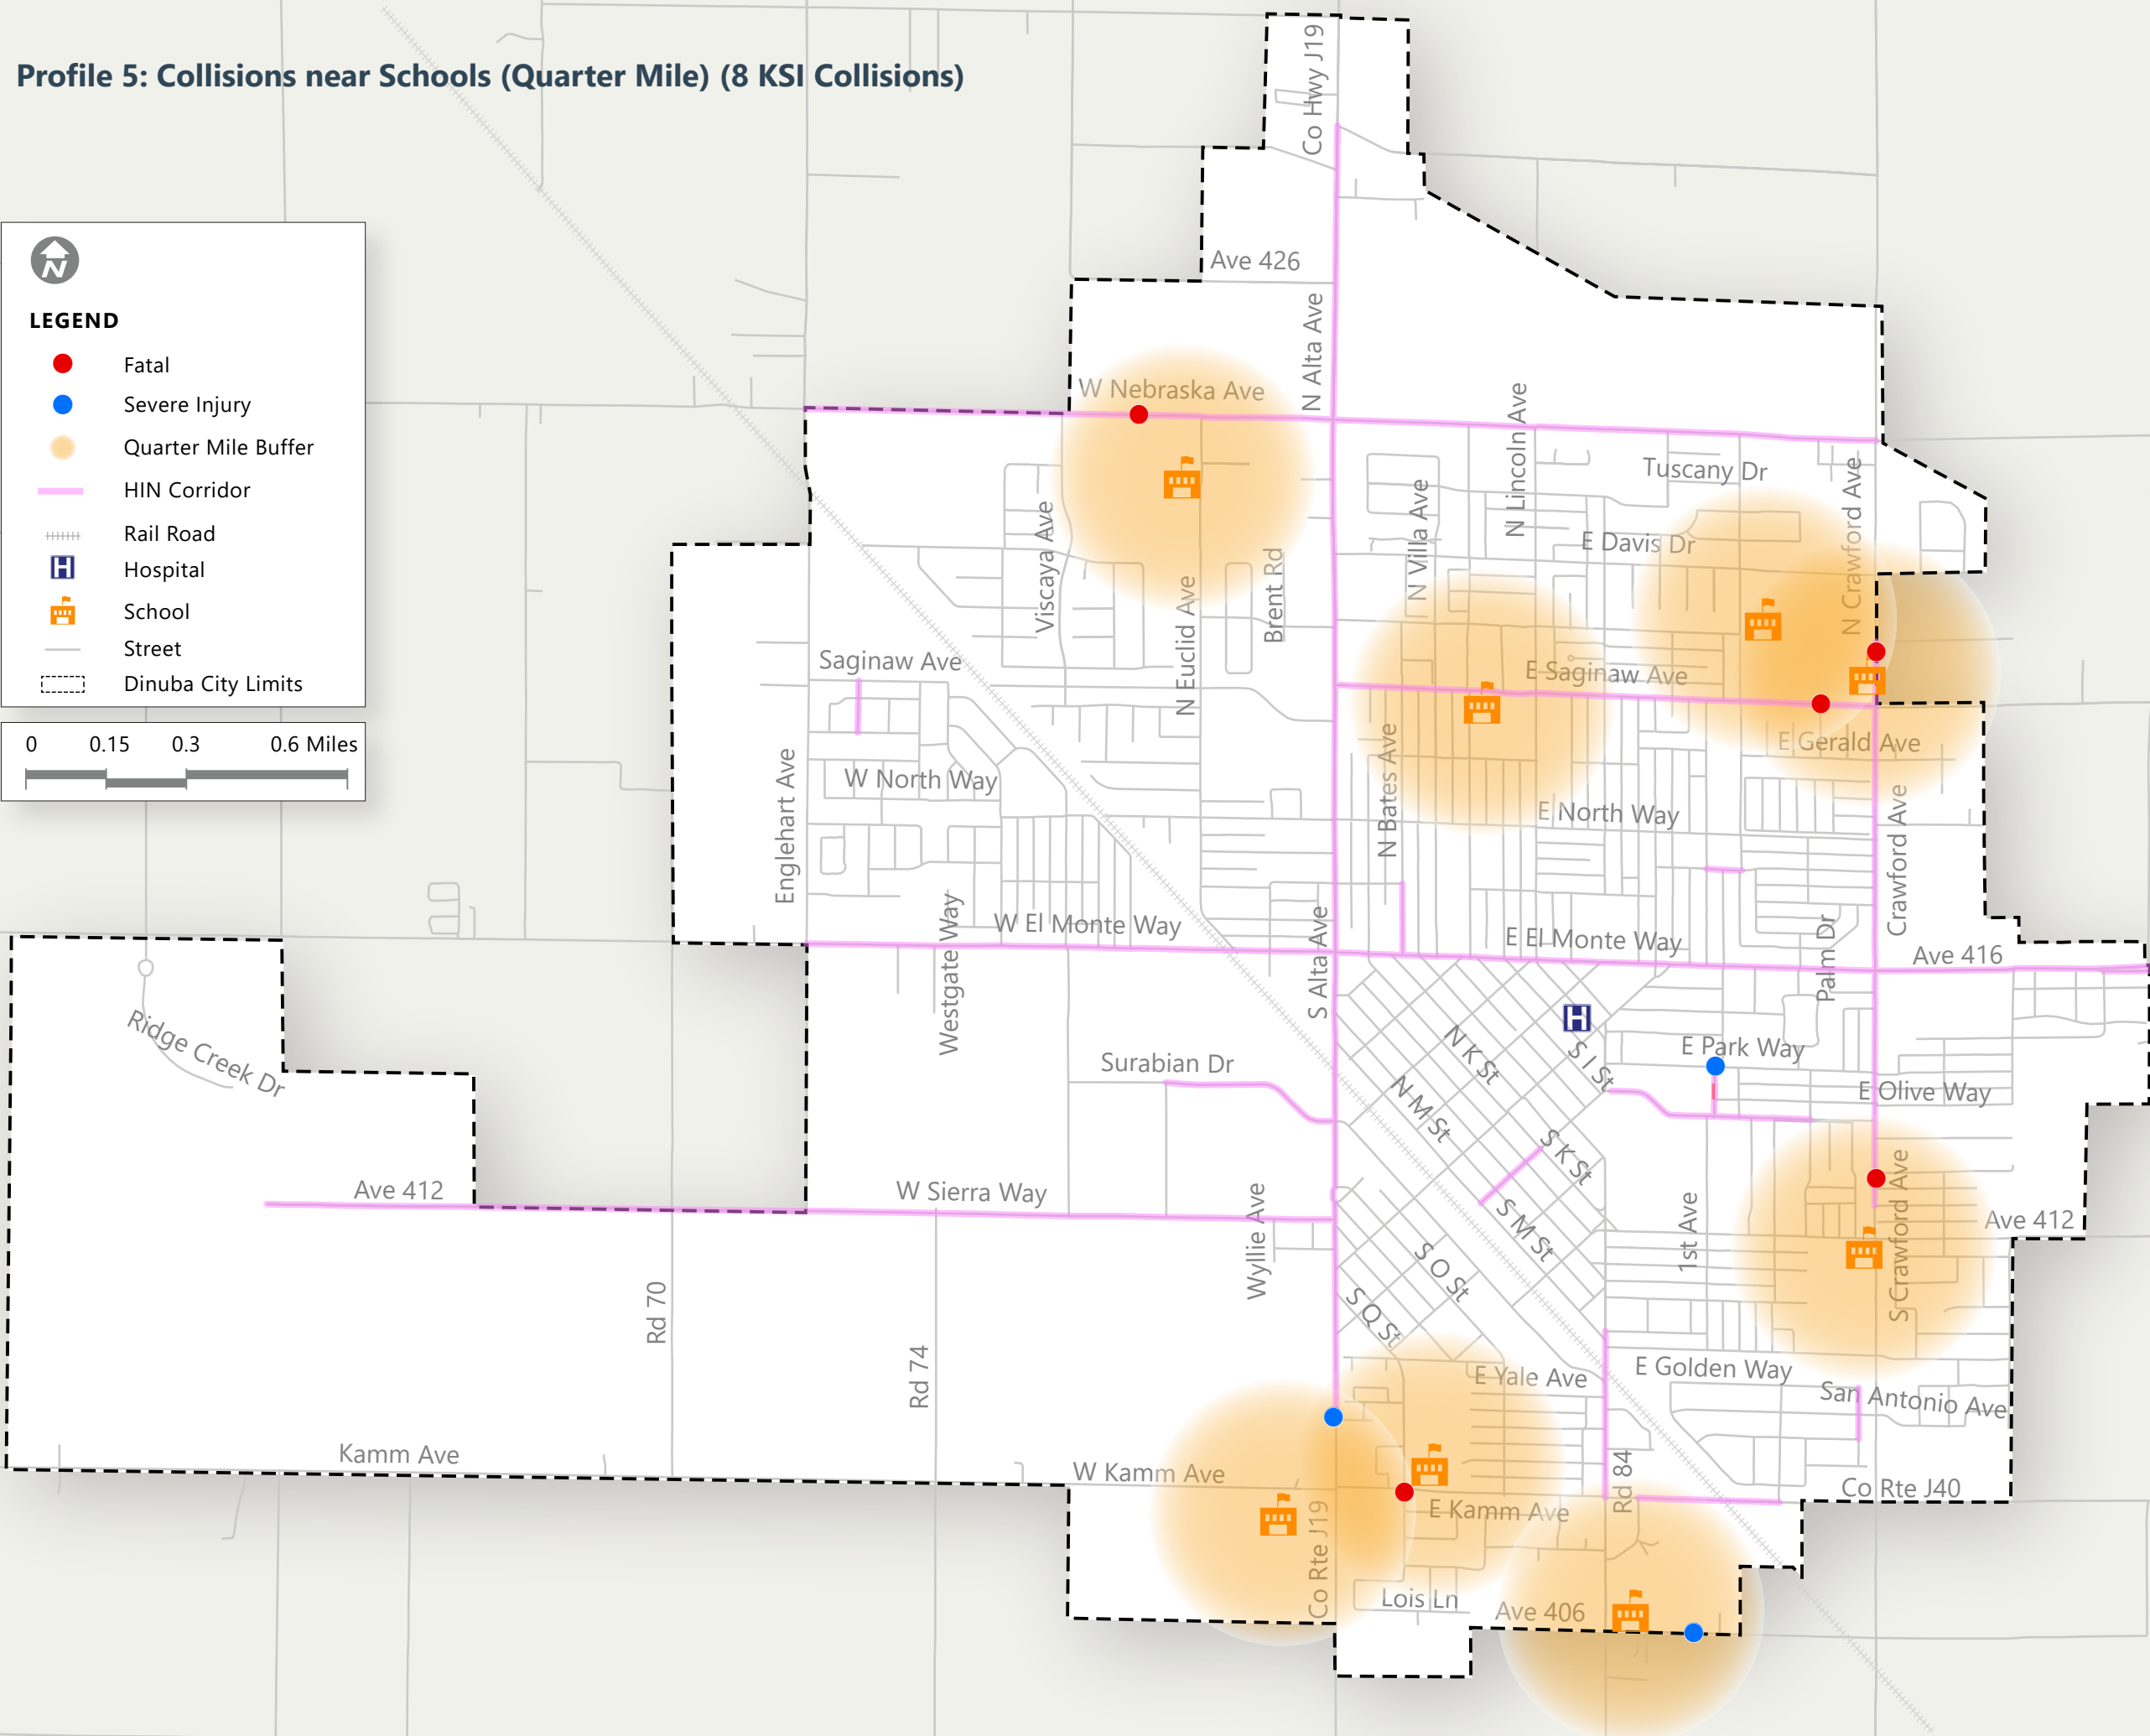 Profile 5: Collisions near Schools (Quarter Mile) (8 KSI Collisions)
N
LEGEND
Fatal
Severe Injury
Quarter Mile Buffer
HIN Corridor
Rail Road
H
Hospital
School
Street
Dinuba City Limits
0 0.15 0.3 0.6 Miles
Co Hwy J19
Ave 426
N Alta Ave
W Nebraska Ave
N Lincoln Ave
Tuscany Dr
N Crawford Ave
N Villa Ave
E Davis Dr
Viscaya Ave
Brent Rd
N Euclid Ave
Saginaw Ave
E Saginaw Ave
E Gerald Ave
W North Way
N Bates Ave
E North Way
Englehart Ave
Crawford Ave
W El Monte Way
Westgate Way
S Alta Ave
E El Monte Way
Palm Dr
Ave 416
H
Ridge Creek Dr
Surabian Dr
N K St
S I St
E Park Way
N M St
E Olive Way
S K St
Ave 412
W Sierra Way
Wyllie Ave
S M St
1st Ave
S Crawford Ave
Ave 412
S O St
Rd 70
S Q St
Rd 74
E Yale Ave
E Golden Way
San Antonio Ave
Kamm Ave
W Kamm Ave
Rd 84
Co Rte J40
E Kamm Ave
Co Rte J19
Lois Ln
Ave 406